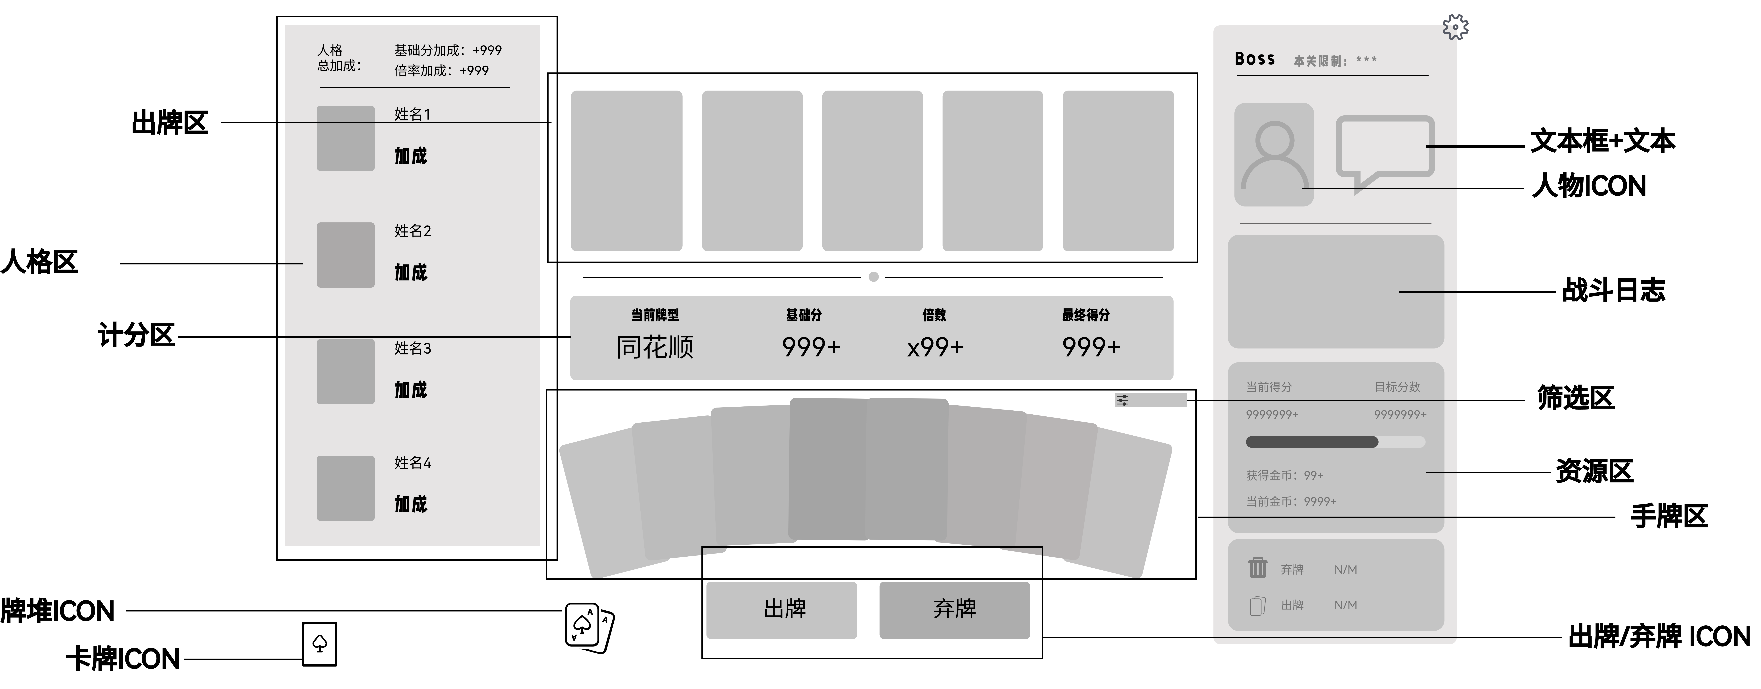 人格
总加成：
基础分加成：+999
倍率加成：+999
姓名1
加成
姓名2
加成
姓名3
加成
姓名4
加成
出牌区
人格区
计分区
牌堆ICON
卡牌ICON
当前牌型
同花顺
基础分
999+
倍数
x99+
最终得分
999+
A
A
A
出牌
弃牌
Boss 本关限制：***
当前得分 目标分数
9999999+ 9999999+
获得金币：99+
当前金币：9999+
弃牌 N/M
出牌 N/M
文本框+文本
人物ICON
战斗日志
筛选区
资源区
手牌区
出牌/弃牌 ICON